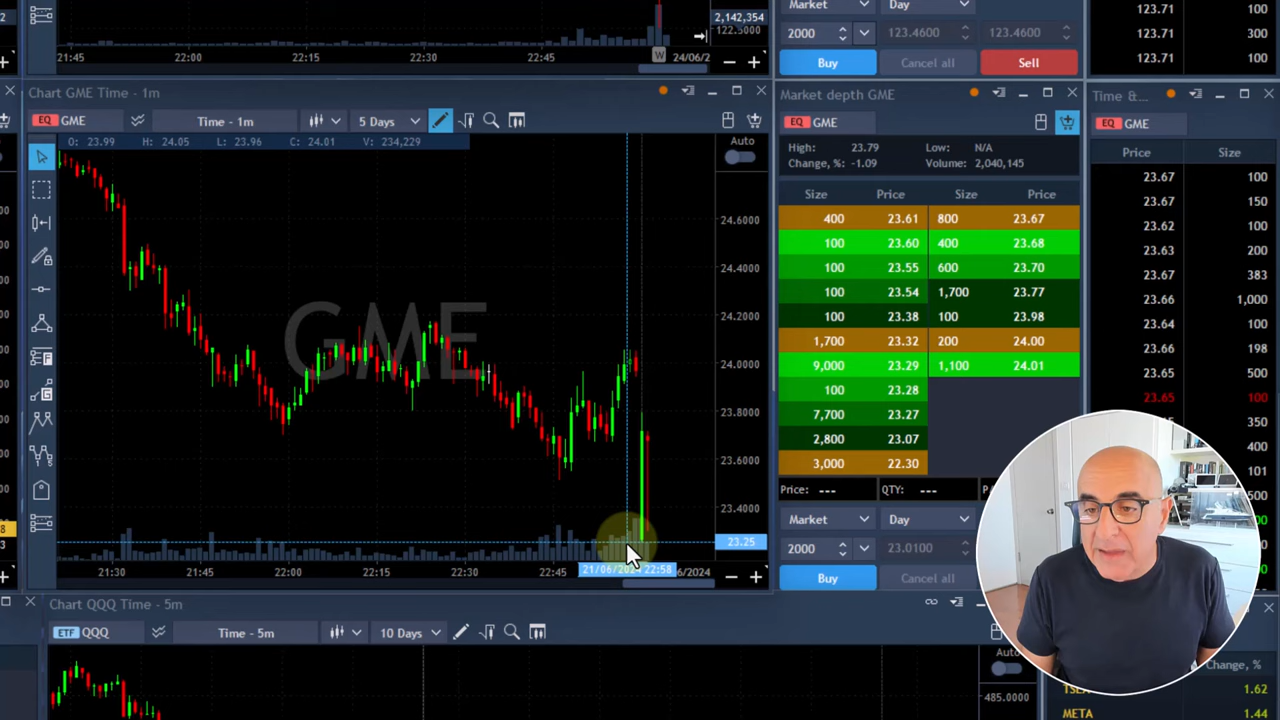 2,142,354
122.5000
21:45 22:00 22:15 22:30 22:45 24/06/2
W
Market Day
2000 123.4600 123.4600
Buy Cancel all Sell
123.71 100
123.71 300
123.71 100
Chart GME Time - 1m
EQ GME Time - 1m 5 Days
O: 23.99 H: 24.05 L: 23.96 C: 24.01 V: 234,229
Auto
GME
24.6000
24.4000
24.2000
24.0000
23.8000
23.6000
23.4000
23.25
21:30 21:45 22:00 22:15 22:30 22:45 21/06/2024 22:58 6/2024
Market depth GME
EQ GME
High: 23.79 Low: N/A
Change, %: -1.09 Volume: 2,040,145
Size Price Size Price
400 23.61 800 23.67
100 23.60 400 23.68
100 23.55 600 23.70
100 23.54 1,700 23.77
100 23.38 100 23.98
1,700 23.32 200 24.00
9,000 23.29 1,100 24.01
100 23.28
7,700 23.27
2,800 23.07
3,000 22.30
Price: --- QTY: ---
Market Day
2000 23.0100
Buy Cancel all
Time &...
EQ GME
Price Size
23.67 100
23.67 150
23.62 100
23.63 200
23.67 383
23.66 1,000
23.64 100
23.66 198
23.65 500
23.65 100
350
400
101
500
Chart QQQ Time - 5m
ETF QQQ Time - 5m 10 Days
Auto
485.0000
Change, %
1.62
META 1.44